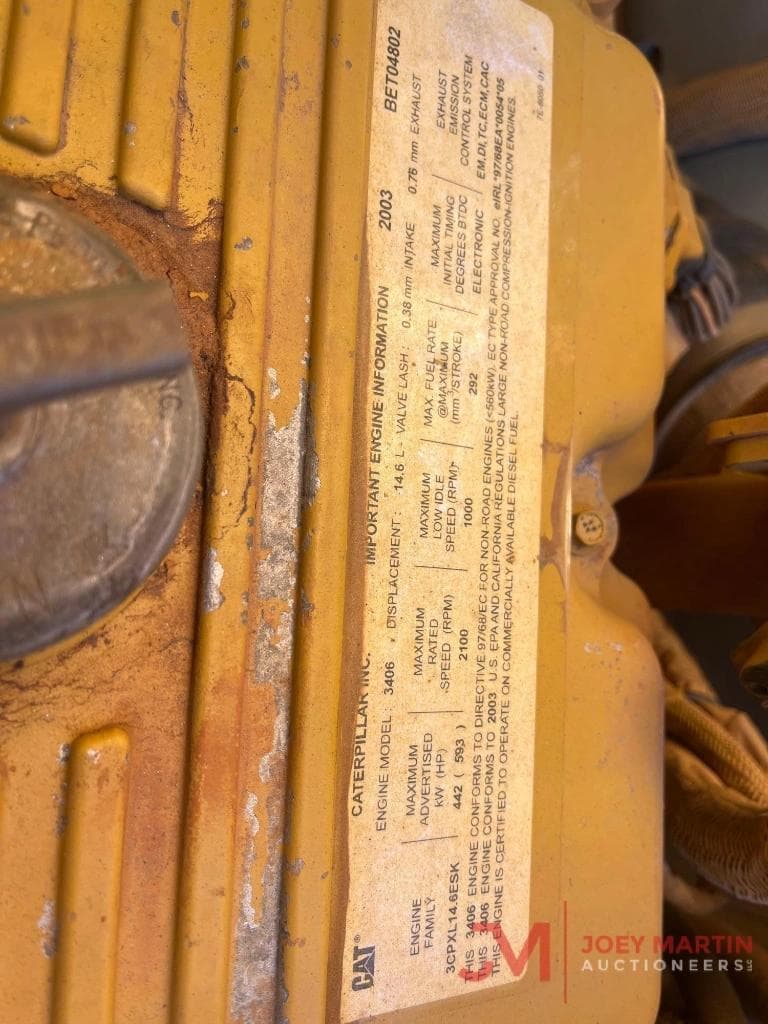 CAT®
CATERPILLAR INC. IMPORTANT ENGINE INFORMATION 2003 BET04802
ENGINE MODEL: 3406 DISPLACEMENT: 14.6 L VALVE LASH: 0.38 mm INTAKE 0.76 mm EXHAUST
ENGINE FAMILY
3CPXL14.6ESK
MAXIMUM ADVERTISED kW (HP)
442 ( 593 )
MAXIMUM RATED SPEED (RPM)
2100
MAXIMUM LOW IDLE SPEED (RPM)
1000
MAX. FUEL RATE @MAXIMUM (mm³/STROKE)
292
MAXIMUM INITIAL TIMING DEGREES BTDC
ELECTRONIC
EXHAUST EMISSION CONTROL SYSTEM
EM,DI,TC,ECM,CAC
THIS 3406 ENGINE CONFORMS TO DIRECTIVE 97/68/EC FOR NON-ROAD ENGINES (<560kW). EC TYPE APPROVAL NO. eIRL*97/68EA*0054*05
THIS 3406 ENGINE CONFORMS TO 2003 U.S. EPA AND CALIFORNIA REGULATIONS LARGE NON-ROAD COMPRESSION-IGNITION ENGINES.
THIS ENGINE IS CERTIFIED TO OPERATE ON COMMERCIALLY AVAILABLE DIESEL FUEL.
JM
JOEY MARTIN
AUCTIONEERS LLC